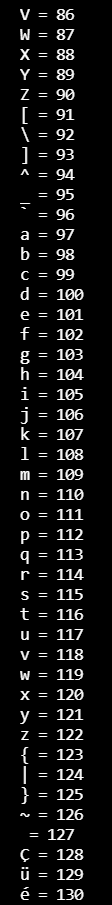 V = 86
W = 87
X = 88
Y = 89
Z = 90
[ = 91
\ = 92
] = 93
^ = 94
_ = 95
` = 96
a = 97
b = 98
c = 99
d = 100
e = 101
f = 102
g = 103
h = 104
i = 105
j = 106
k = 107
l = 108
m = 109
n = 110
o = 111
p = 112
q = 113
r = 114
s = 115
t = 116
u = 117
v = 118
w = 119
x = 120
y = 121
z = 122
{ = 123
| = 124
} = 125
~ = 126
 = 127
Ç = 128
ü = 129
é = 130